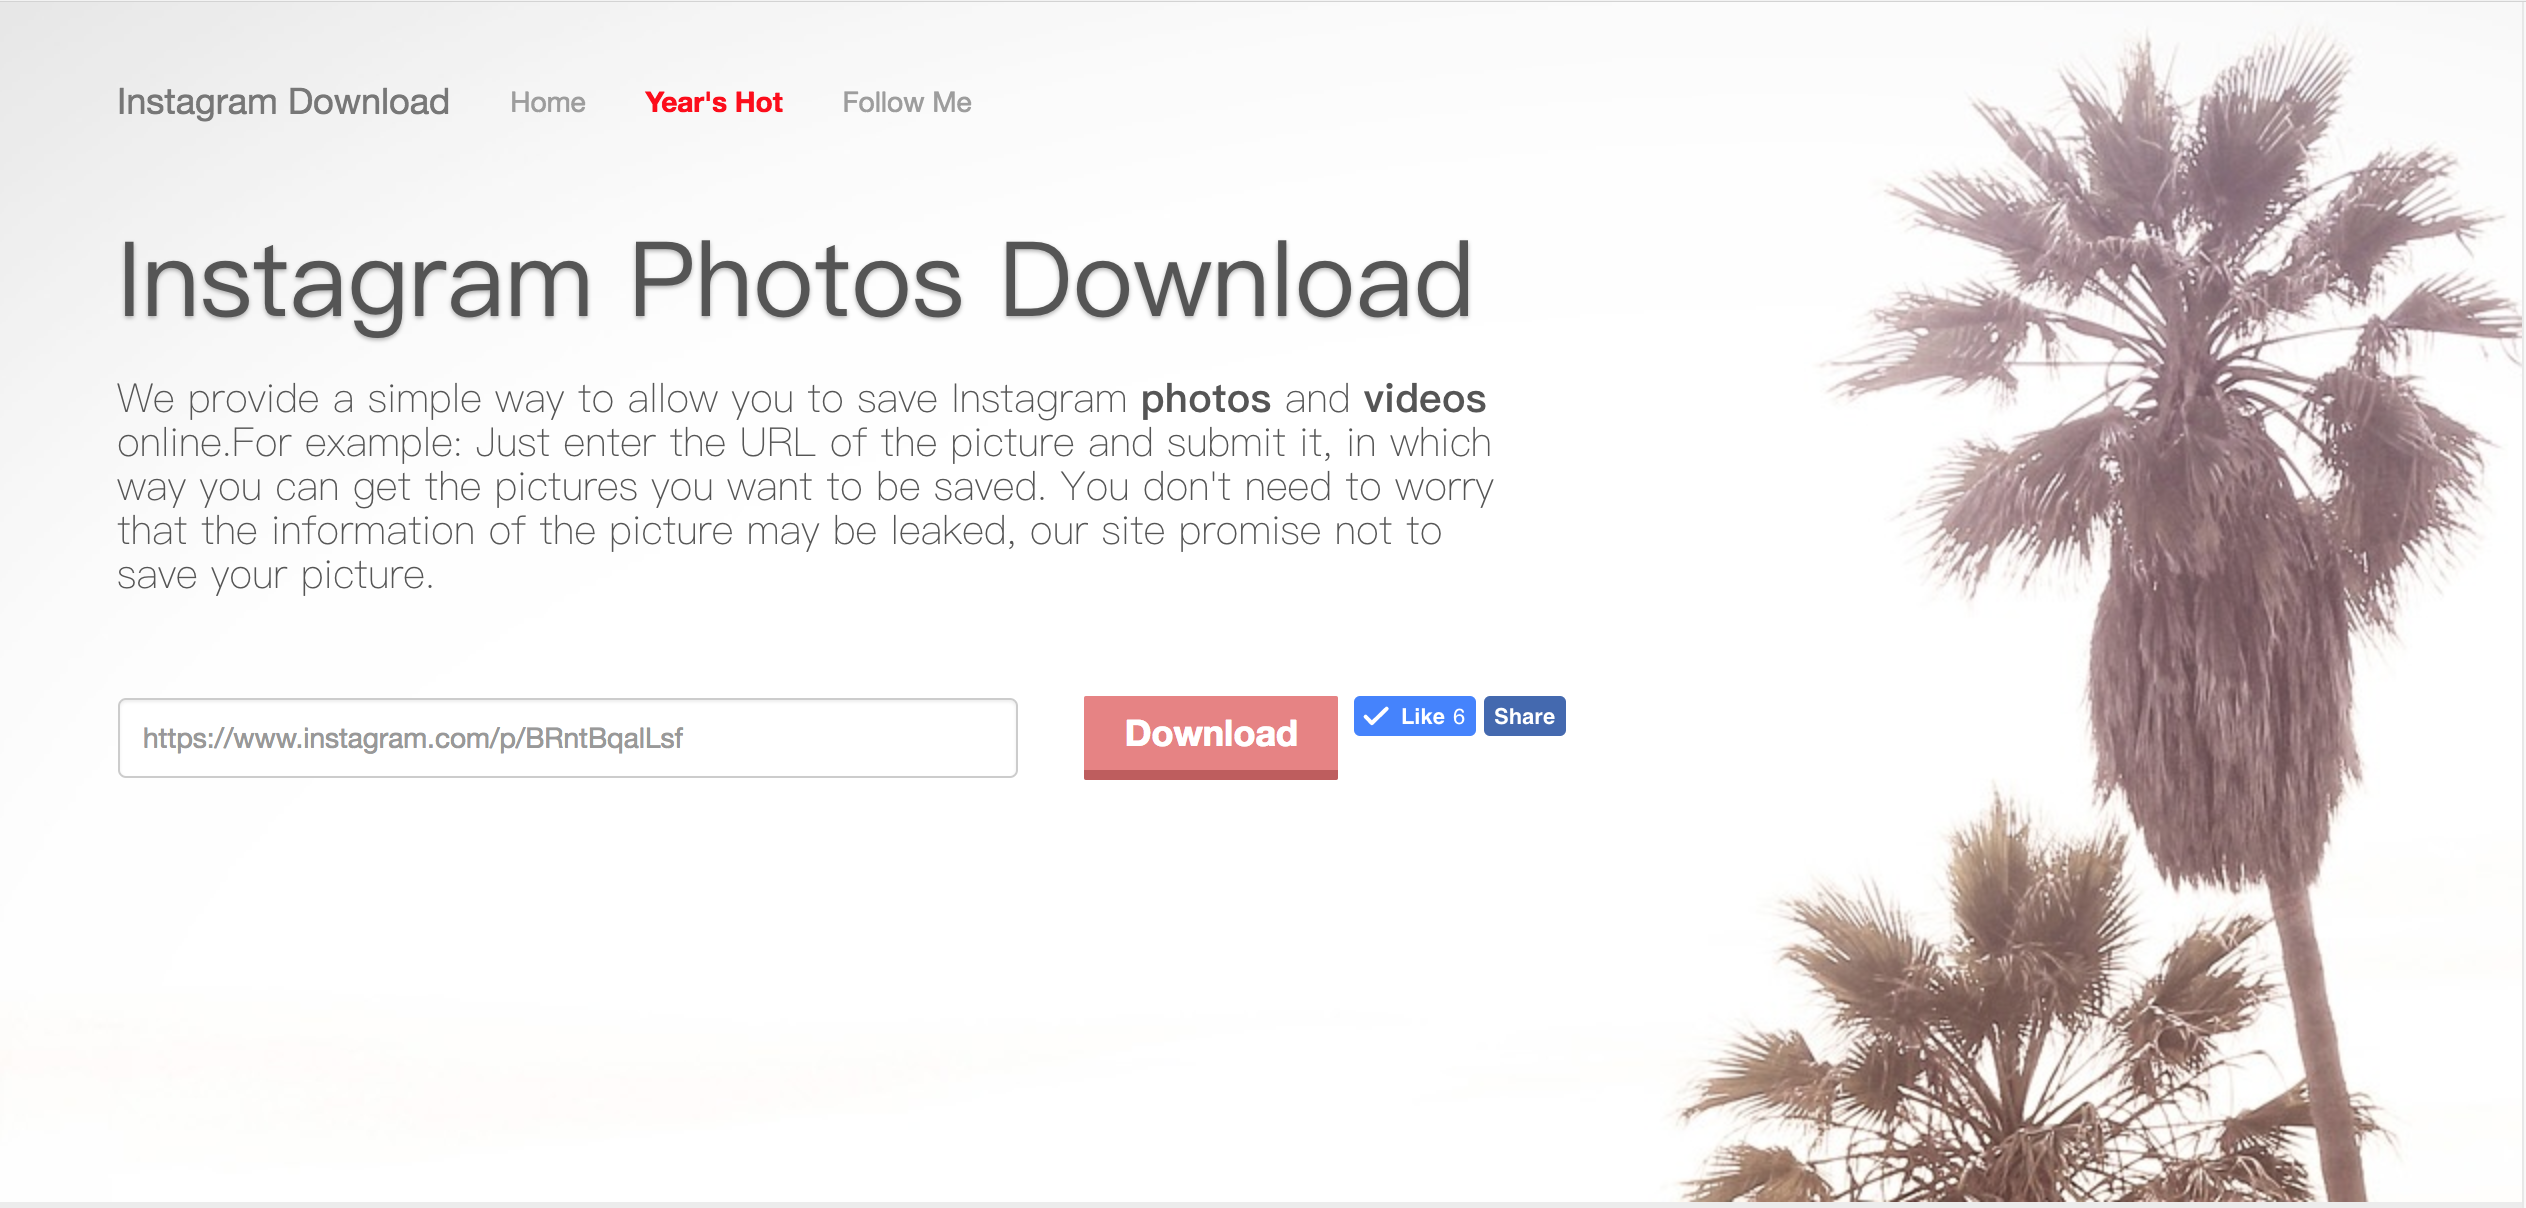 Instagram Download Home Year's Hot Follow Me
Instagram Photos Download
We provide a simple way to allow you to save Instagram photos and videos
online.For example: Just enter the URL of the picture and submit it, in which
way you can get the pictures you want to be saved. You don't need to worry
that the information of the picture may be leaked, our site promise not to
save your picture.
https://www.instagram.com/p/BRntBqalLsf Download Like 6 Share